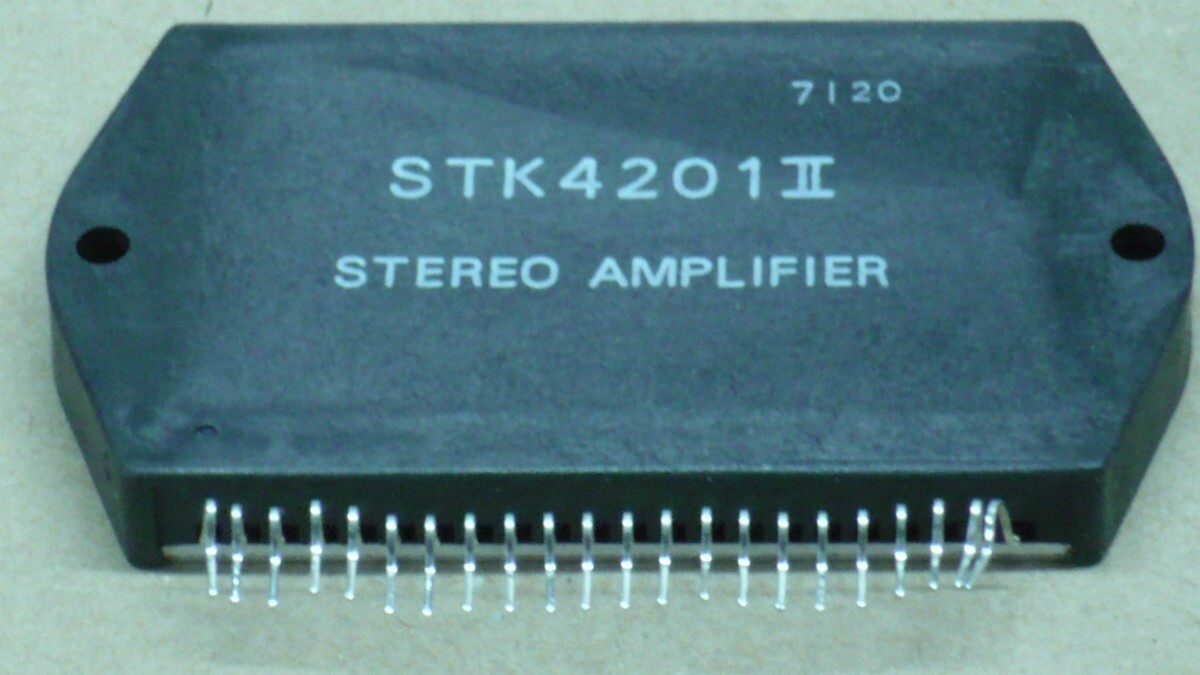 7120
STK4201II
STEREO AMPLIFIER